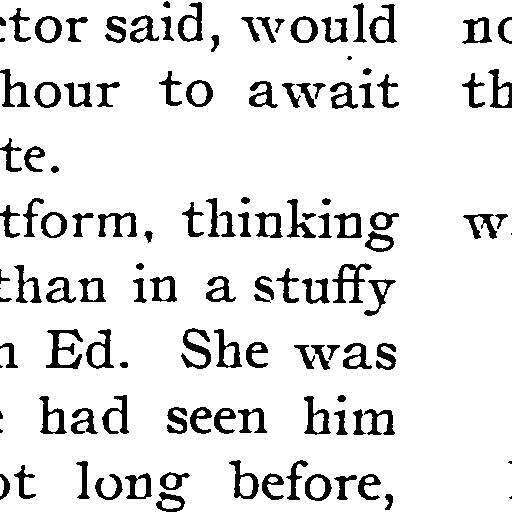 ctor said, would
hour to await
te.
tform, thinking
than in a stuffy
n Ed. She was
e had seen him
ot long before,
no
th
w